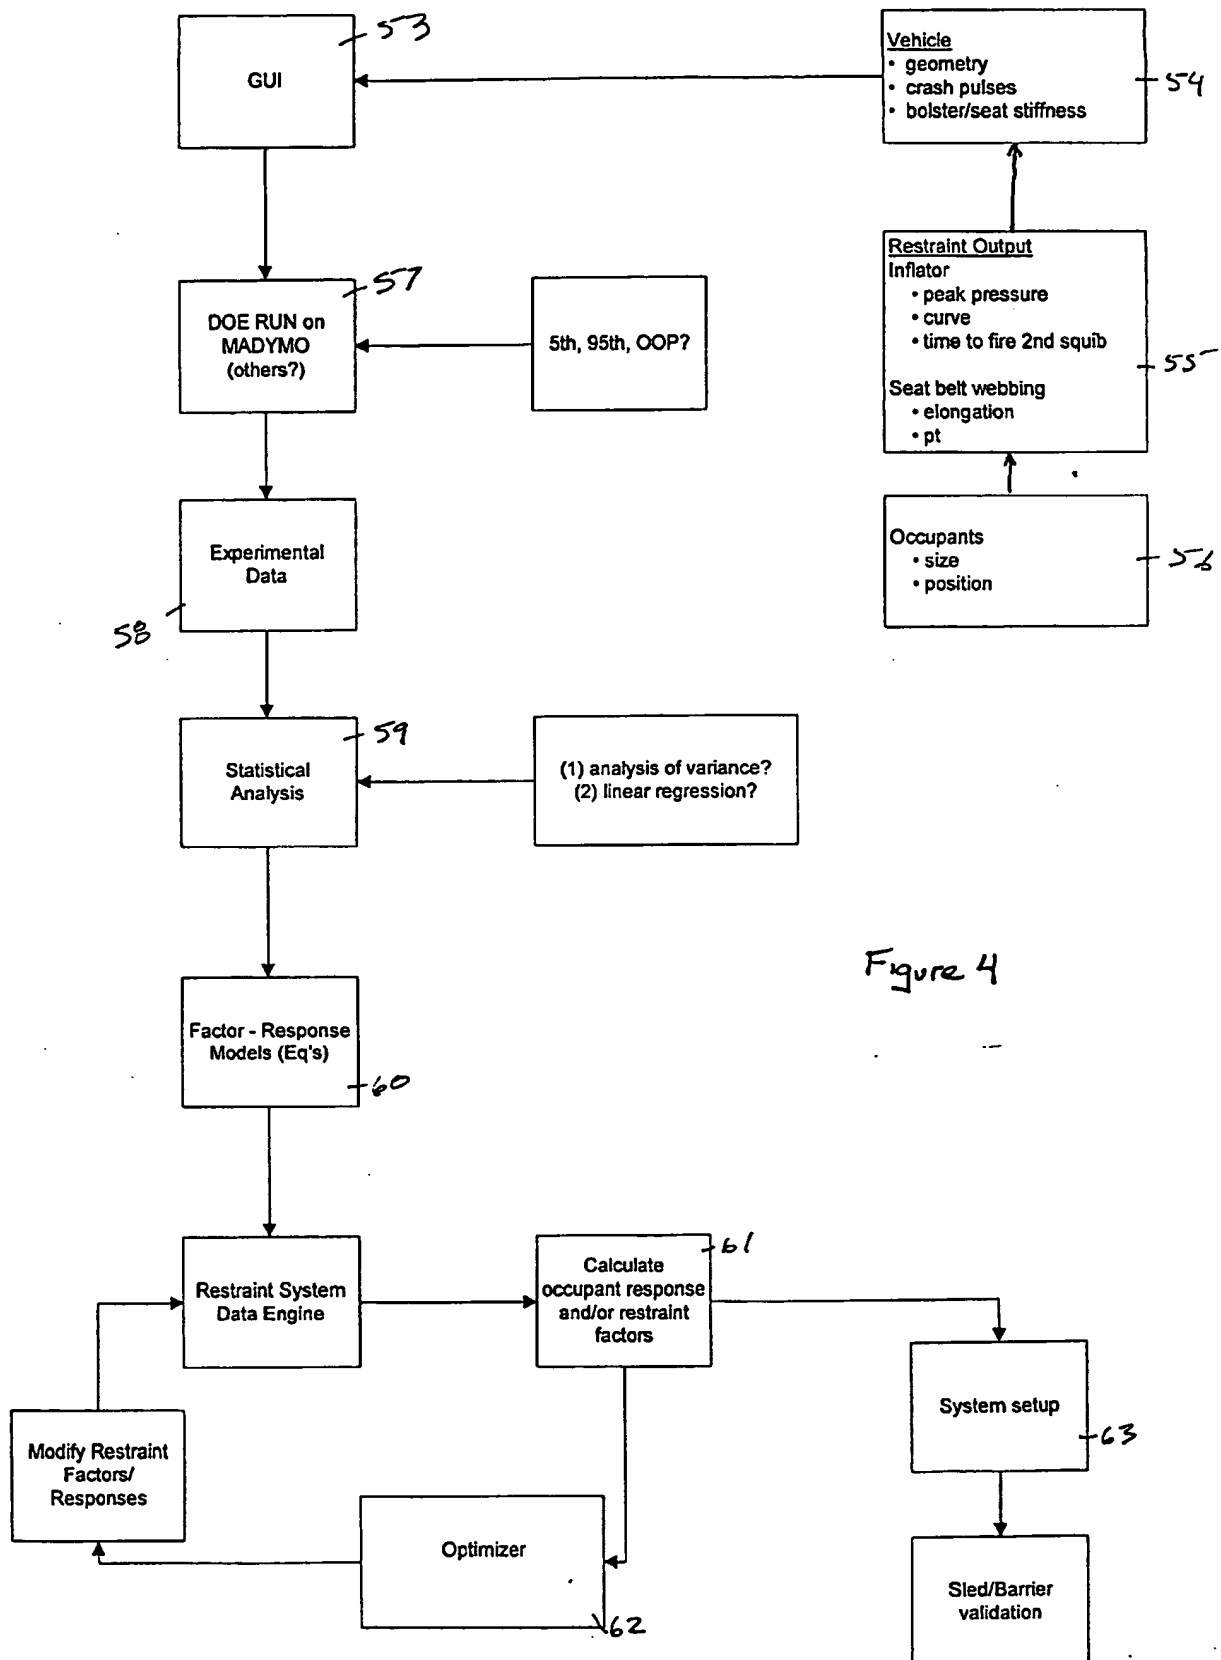 53
GUI
Vehicle
• geometry
• crash pulses
• bolster/seat stiffness
54
Restraint Output
Inflator
• peak pressure
• curve
• time to fire 2nd squib
Seat belt webbing
• elongation
• pt
55
Occupants
• size
• position
56
57
DOE RUN on
MADYMO
(others?)
5th, 95th, OOP?
Experimental
Data
58
59
Statistical
Analysis
(1) analysis of variance?
(2) linear regression?
Figure 4
Factor - Response
Models (Eq's)
60
Restraint System
Data Engine
61
Calculate
occupant response
and/or restraint
factors
System setup
63
Modify Restraint
Factors/
Responses
Optimizer
62
Sled/Barrier
validation